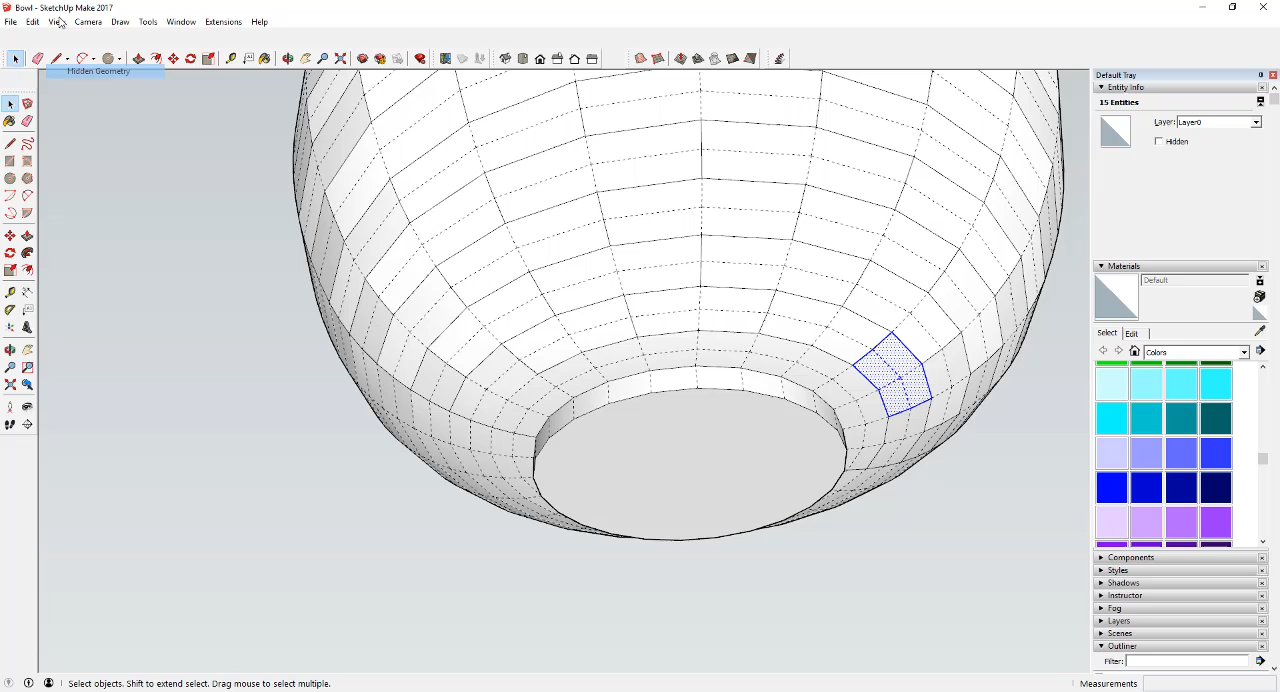 Bowl - SketchUp Make 2017
File Edit View Camera Draw Tools Window Extensions Help
Hidden Geometry
Default Tray
Entity Info
15 Entities
Layer: Layer0
Hidden
Materials
Default
Select Edit
Colors
Components
Styles
Shadows
Instructor
Fog
Layers
Scenes
Outliner
Filter:
Select objects. Shift to extend select. Drag mouse to select multiple.
Measurements